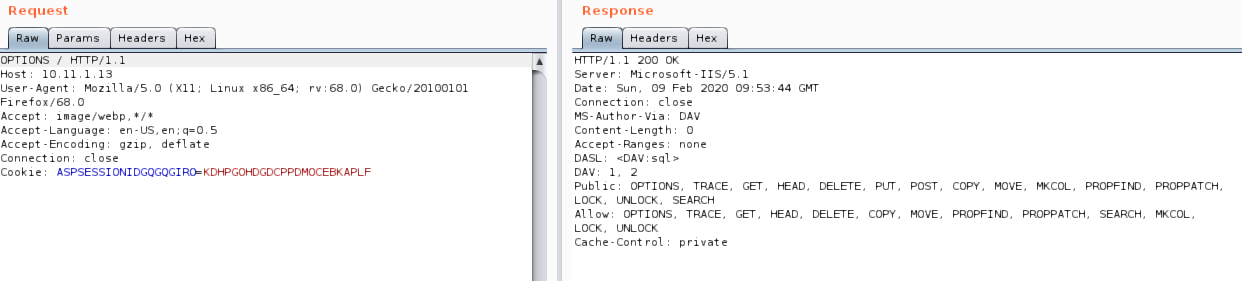 Request
Raw Params Headers Hex
OPTIONS / HTTP/1.1
Host: 10.11.1.13
User-Agent: Mozilla/5.0 (X11; Linux x86_64; rv:68.0) Gecko/20100101
Firefox/68.0
Accept: image/webp,*/*
Accept-Language: en-US,en;q=0.5
Accept-Encoding: gzip, deflate
Connection: close
Cookie: ASPSESSIONIDGQGQGIRO=KDHPGOHDGDCPPDMOCEBKAPLF
Response
Raw Headers Hex
HTTP/1.1 200 OK
Server: Microsoft-IIS/5.1
Date: Sun, 09 Feb 2020 09:53:44 GMT
Connection: close
MS-Author-Via: DAV
Content-Length: 0
Accept-Ranges: none
DASL: <DAV:sql>
DAV: 1, 2
Public: OPTIONS, TRACE, GET, HEAD, DELETE, PUT, POST, COPY, MOVE, MKCOL, PROPFIND, PROPPATCH,
LOCK, UNLOCK, SEARCH
Allow: OPTIONS, TRACE, GET, HEAD, DELETE, COPY, MOVE, PROPFIND, PROPPATCH, SEARCH, MKCOL,
LOCK, UNLOCK
Cache-Control: private